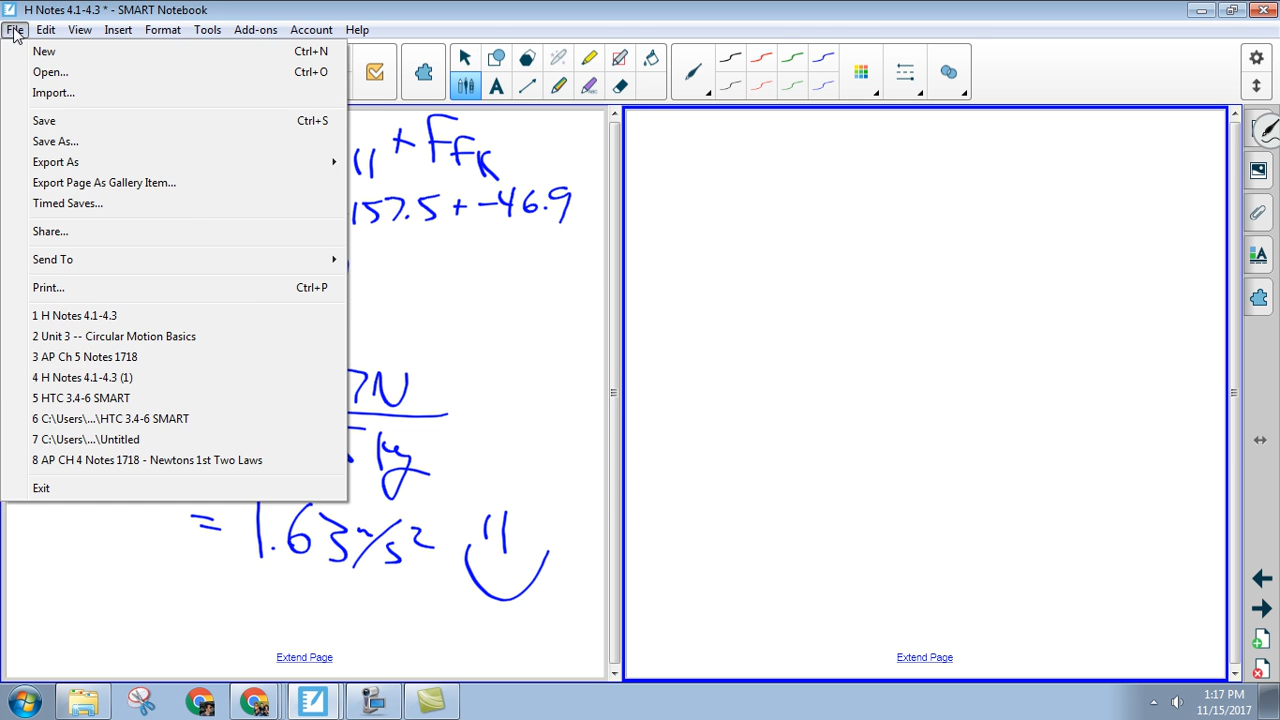 H Notes 4.1-4.3 * - SMART Notebook
File Edit View Insert Format Tools Add-ons Account Help
New Ctrl+N
Open... Ctrl+O
Import...
Save Ctrl+S
Save As...
Export As
Export Page As Gallery Item...
Timed Saves...
Share...
Send To
Print... Ctrl+P
1 H Notes 4.1-4.3
2 Unit 3 -- Circular Motion Basics
3 AP Ch 5 Notes 1718
4 H Notes 4.1-4.3 (1)
5 HTC 3.4-6 SMART
6 C:\Users\...\HTC 3.4-6 SMART
7 C:\Users\...\Untitled
8 AP CH 4 Notes 1718 - Newtons 1st Two Laws
Exit
11 + FFK
157.5 + -46.9
7N
kg
= 1.63 m/s²
Extend Page
Extend Page
1:17 PM
11/15/2017